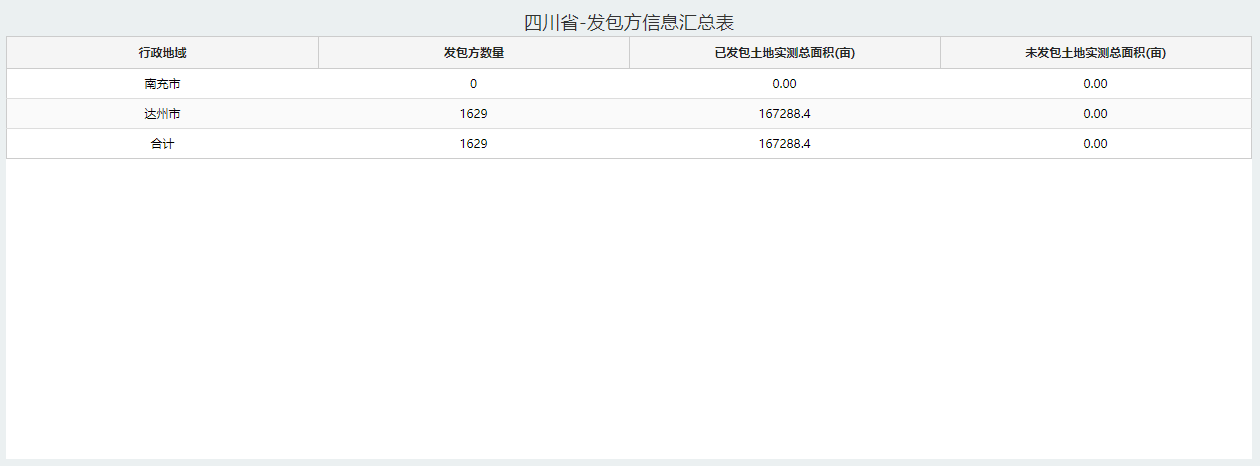 四川省-发包方信息汇总表
行政地域 发包方数量 已发包土地实测总面积(亩) 未发包土地实测总面积(亩)
南充市 0 0.00 0.00
达州市 1629 167288.4 0.00
合计 1629 167288.4 0.00